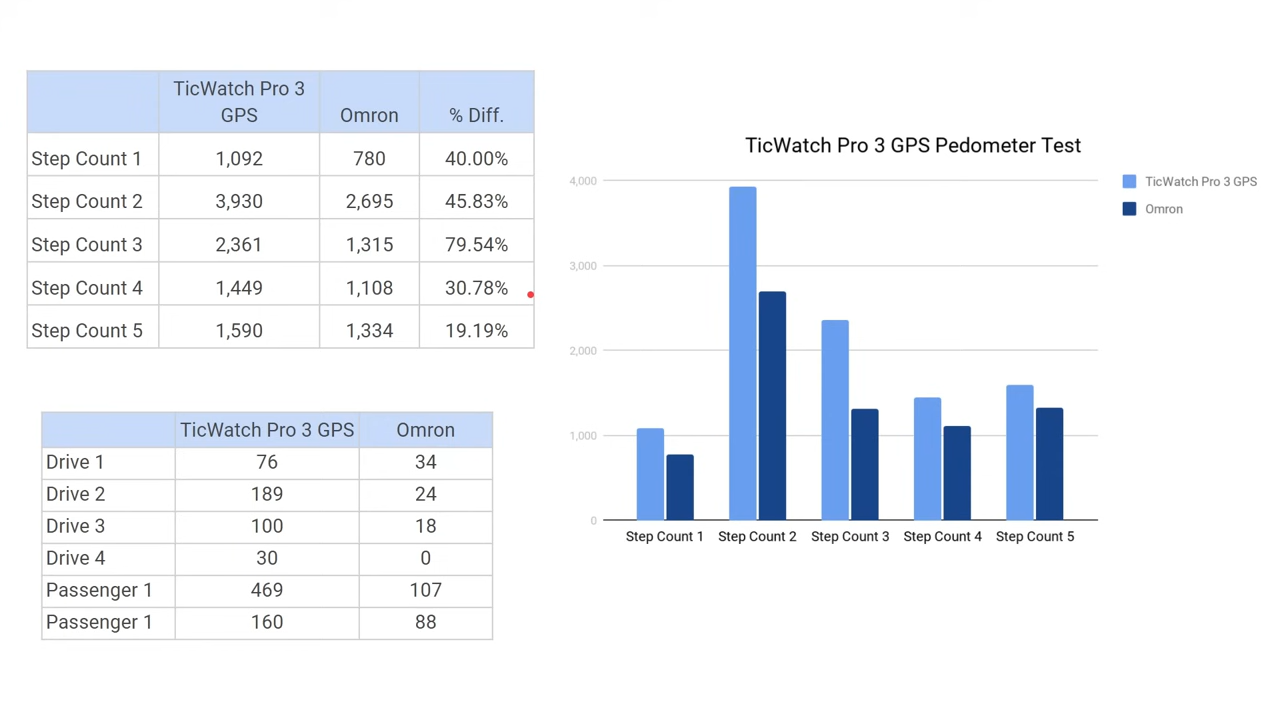 TicWatch Pro 3
GPS Omron % Diff.
Step Count 1 1,092 780 40.00%
Step Count 2 3,930 2,695 45.83%
Step Count 3 2,361 1,315 79.54%
Step Count 4 1,449 1,108 30.78%
Step Count 5 1,590 1,334 19.19%
TicWatch Pro 3 GPS Omron
Drive 1 76 34
Drive 2 189 24
Drive 3 100 18
Drive 4 30 0
Passenger 1 469 107
Passenger 1 160 88
TicWatch Pro 3 GPS Pedometer Test
TicWatch Pro 3 GPS
Omron
4,000
3,000
2,000
1,000
0
Step Count 1 Step Count 2 Step Count 3 Step Count 4 Step Count 5